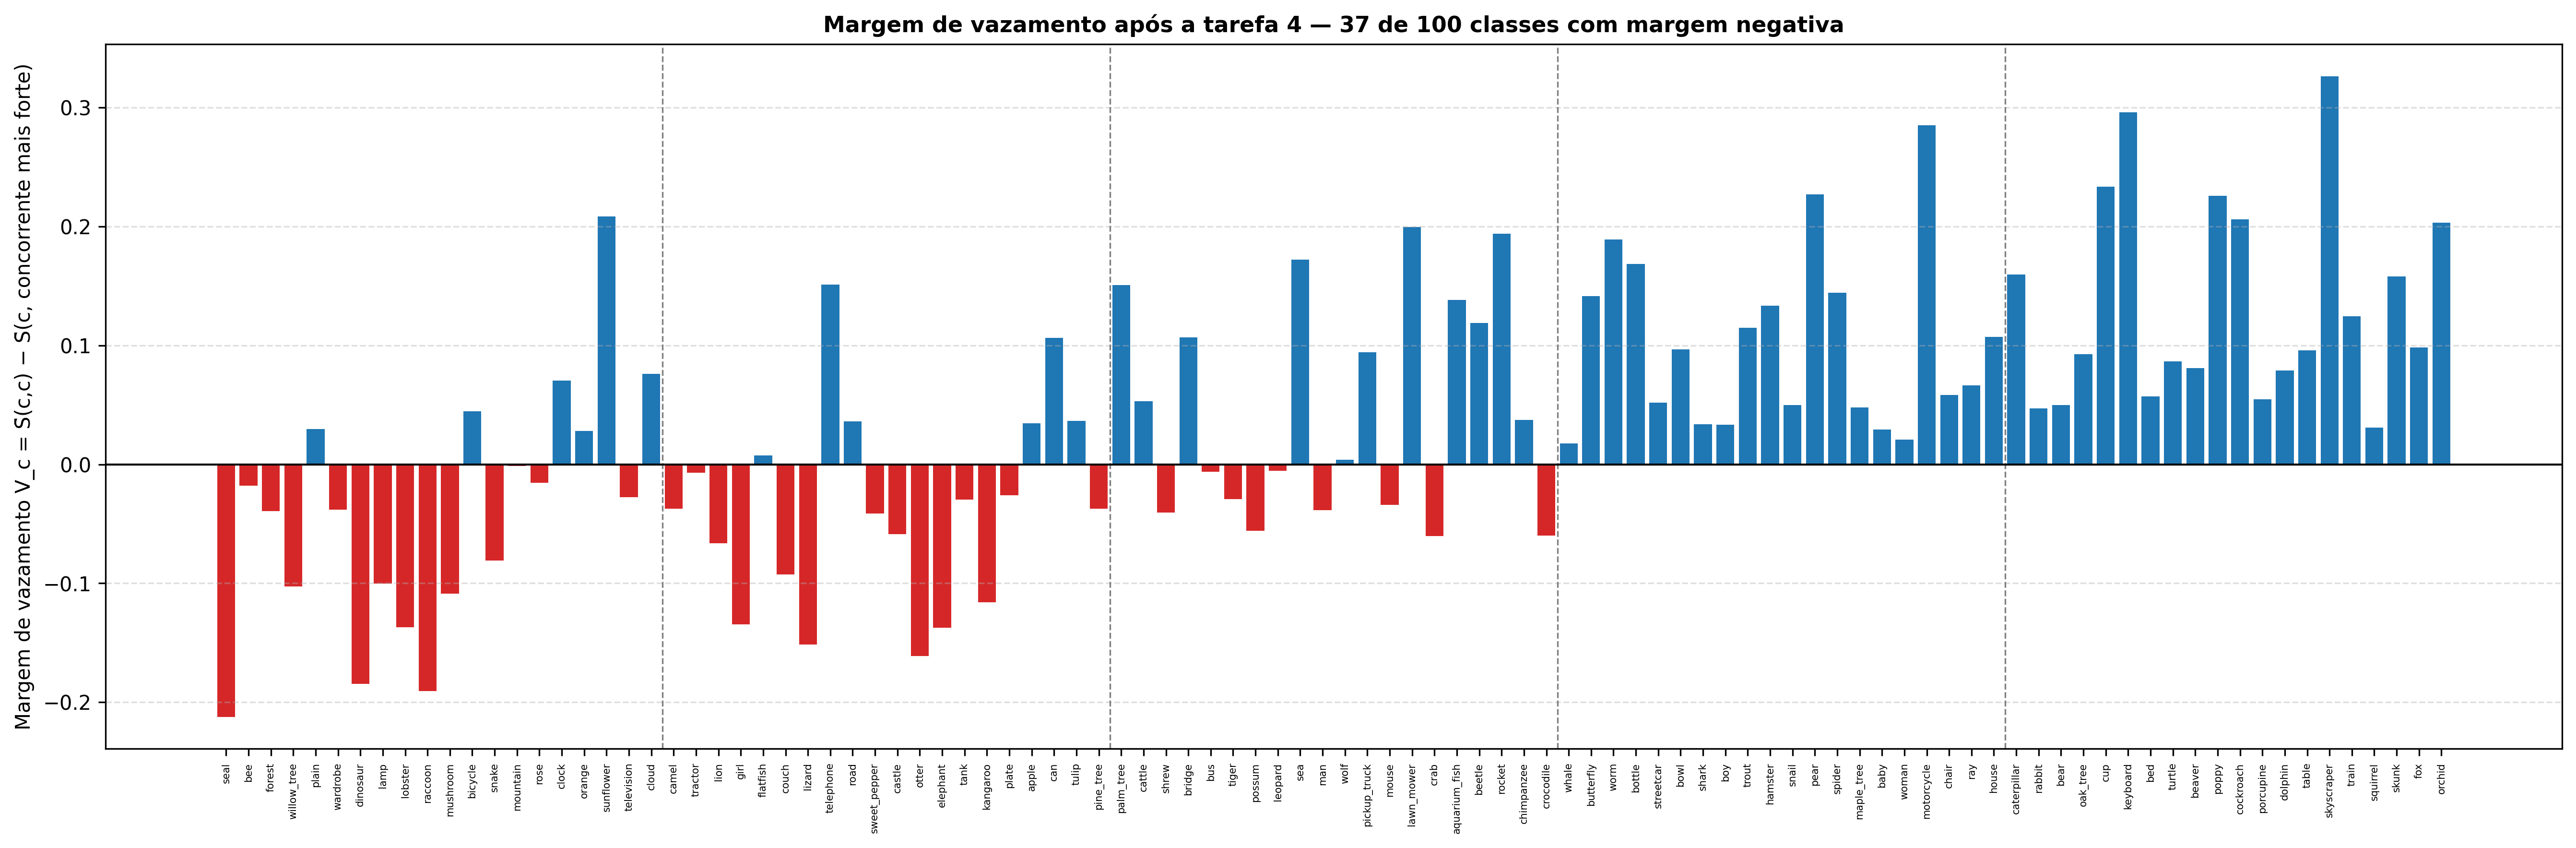 Margem de vazamento após a tarefa 4 — 37 de 100 classes com margem negativa
Margem de vazamento V_c = S(c,c) − S(c, concorrente mais forte)
0.3
0.2
0.1
0.0
−0.1
−0.2
seal
bee
forest
willow_tree
plain
wardrobe
dinosaur
lamp
lobster
raccoon
mushroom
bicycle
snake
mountain
rose
clock
orange
sunflower
television
cloud
camel
tractor
lion
girl
flatfish
couch
lizard
telephone
road
sweet_pepper
castle
otter
elephant
tank
kangaroo
plate
apple
can
tulip
pine_tree
palm_tree
cattle
shrew
bridge
bus
tiger
possum
leopard
sea
man
wolf
pickup_truck
mouse
lawn_mower
crab
aquarium_fish
beetle
rocket
chimpanzee
crocodile
whale
butterfly
worm
bottle
streetcar
bowl
shark
boy
trout
hamster
snail
pear
spider
maple_tree
baby
woman
motorcycle
chair
ray
house
caterpillar
rabbit
bear
oak_tree
cup
keyboard
bed
turtle
beaver
poppy
cockroach
porcupine
dolphin
table
skyscraper
train
squirrel
skunk
fox
orchid